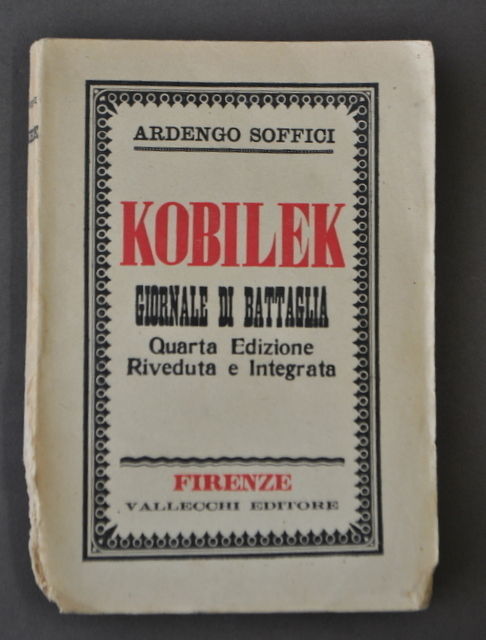 ARDENGO SOFFICI
KOBILEK
GIORNALE DI BATTAGLIA
Quarta Edizione
Riveduta e Integrata
FIRENZE
VALLECCHI EDITORE